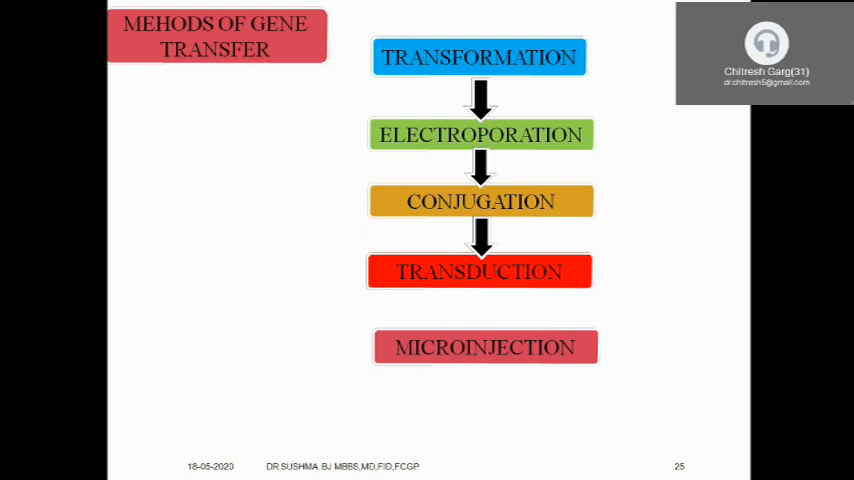 MEHODS OF GENE
TRANSFER
TRANSFORMATION
ELECTROPORATION
CONJUGATION
TRANSDUCTION
MICROINJECTION
Chitresh Garg(31)
dr.chitresh5@gmail.com
18-05-2020 DR SUSHMA BJ MBBS,MD,FID,FCGP 25